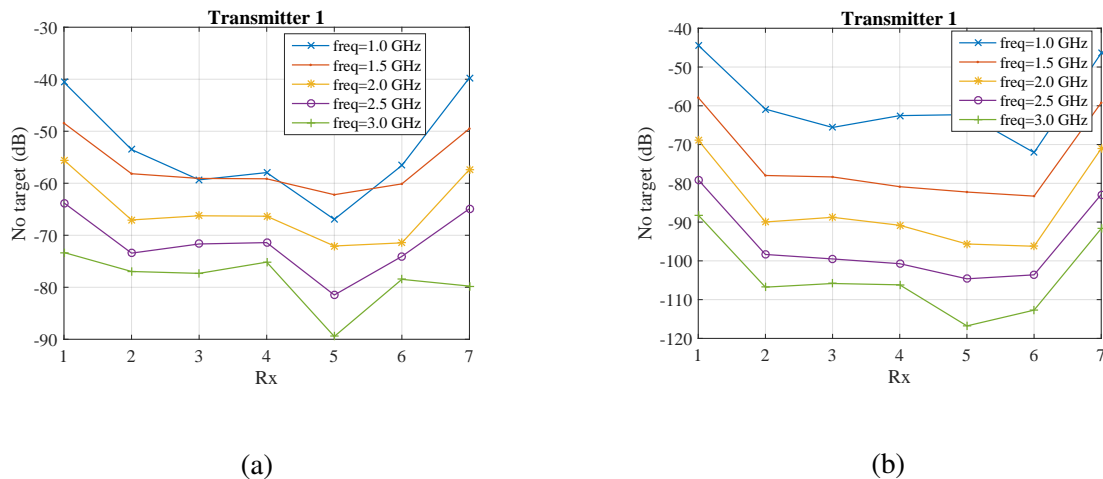 Transmitter 1
No target (dB)
-30
-40
-50
-60
-70
-80
-90
freq=1.0 GHz
freq=1.5 GHz
freq=2.0 GHz
freq=2.5 GHz
freq=3.0 GHz
1 2 3 4 5 6 7
Rx
(a)
Transmitter 1
No target (dB)
-40
-50
-60
-70
-80
-90
-100
-110
-120
freq=1.0 GHz
freq=1.5 GHz
freq=2.0 GHz
freq=2.5 GHz
freq=3.0 GHz
1 2 3 4 5 6 7
Rx
(b)